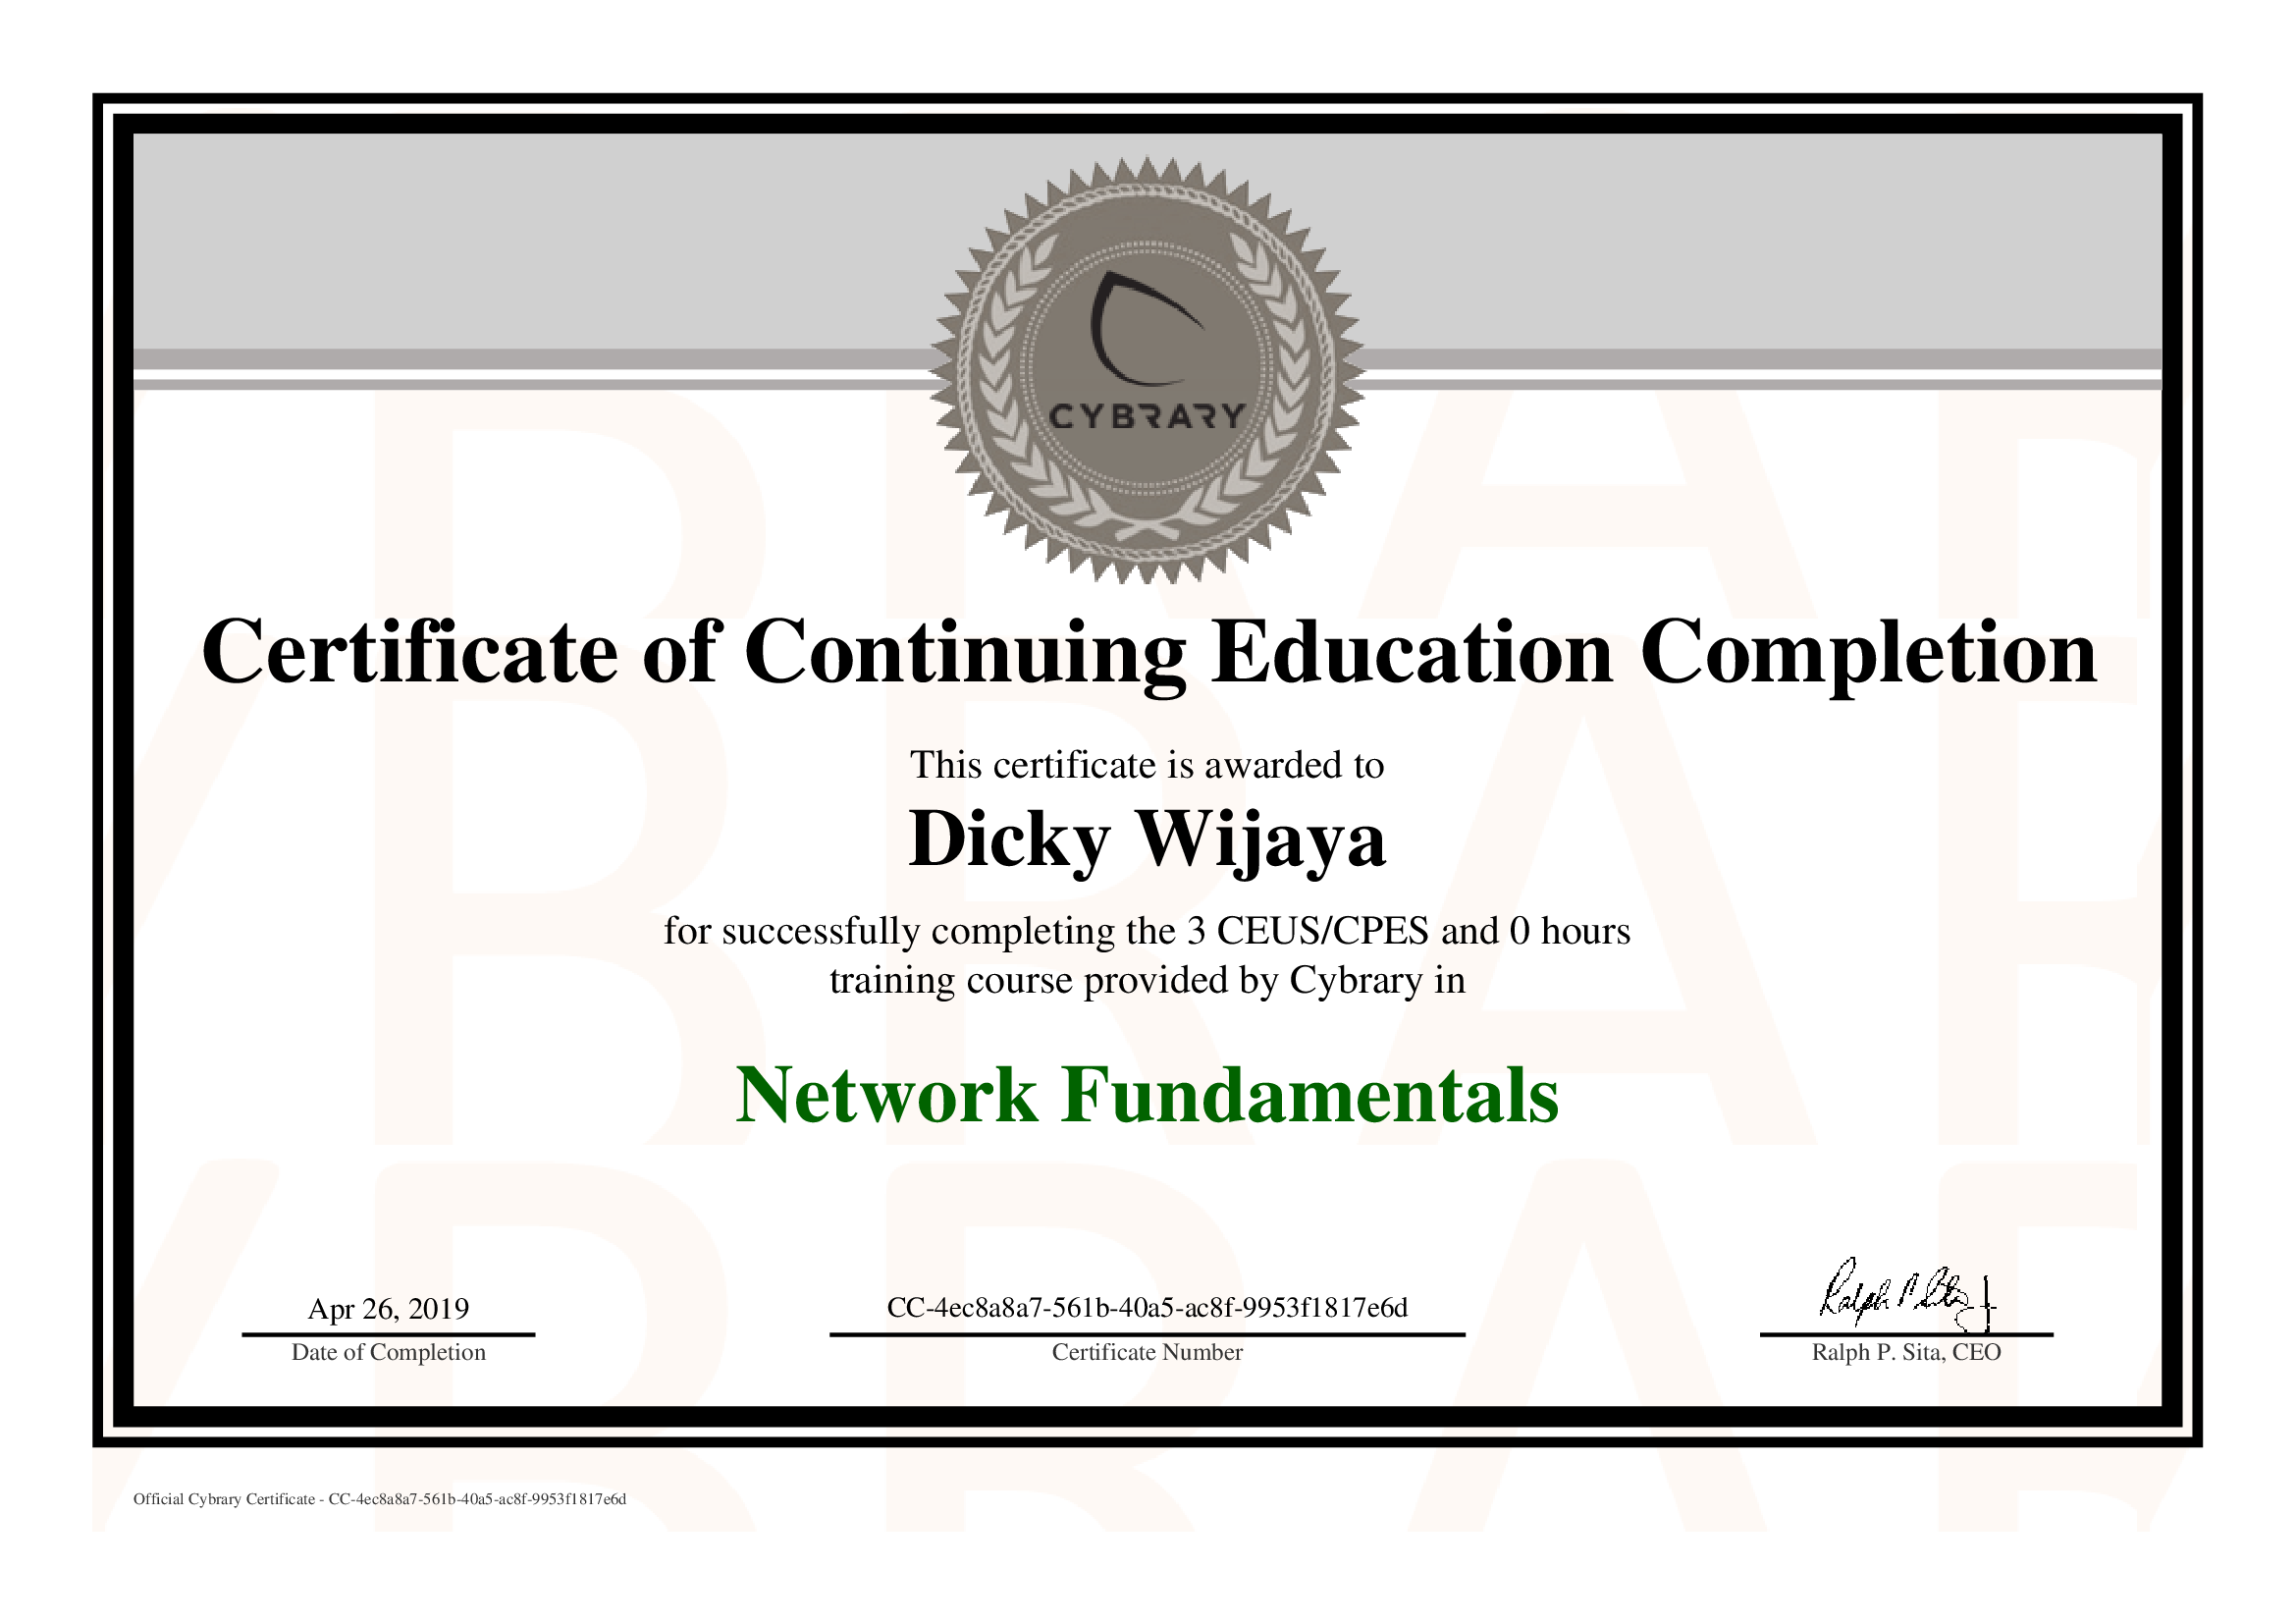 CYBRARY
Certificate of Continuing Education Completion
This certificate is awarded to
Dicky Wijaya
for successfully completing the 3 CEUS/CPES and 0 hours
training course provided by Cybrary in
Network Fundamentals
Apr 26, 2019
Date of Completion
CC-4ec8a8a7-561b-40a5-ac8f-9953f1817e6d
Certificate Number
Ralph P. Sita, CEO
Official Cybrary Certificate - CC-4ec8a8a7-561b-40a5-ac8f-9953f1817e6d